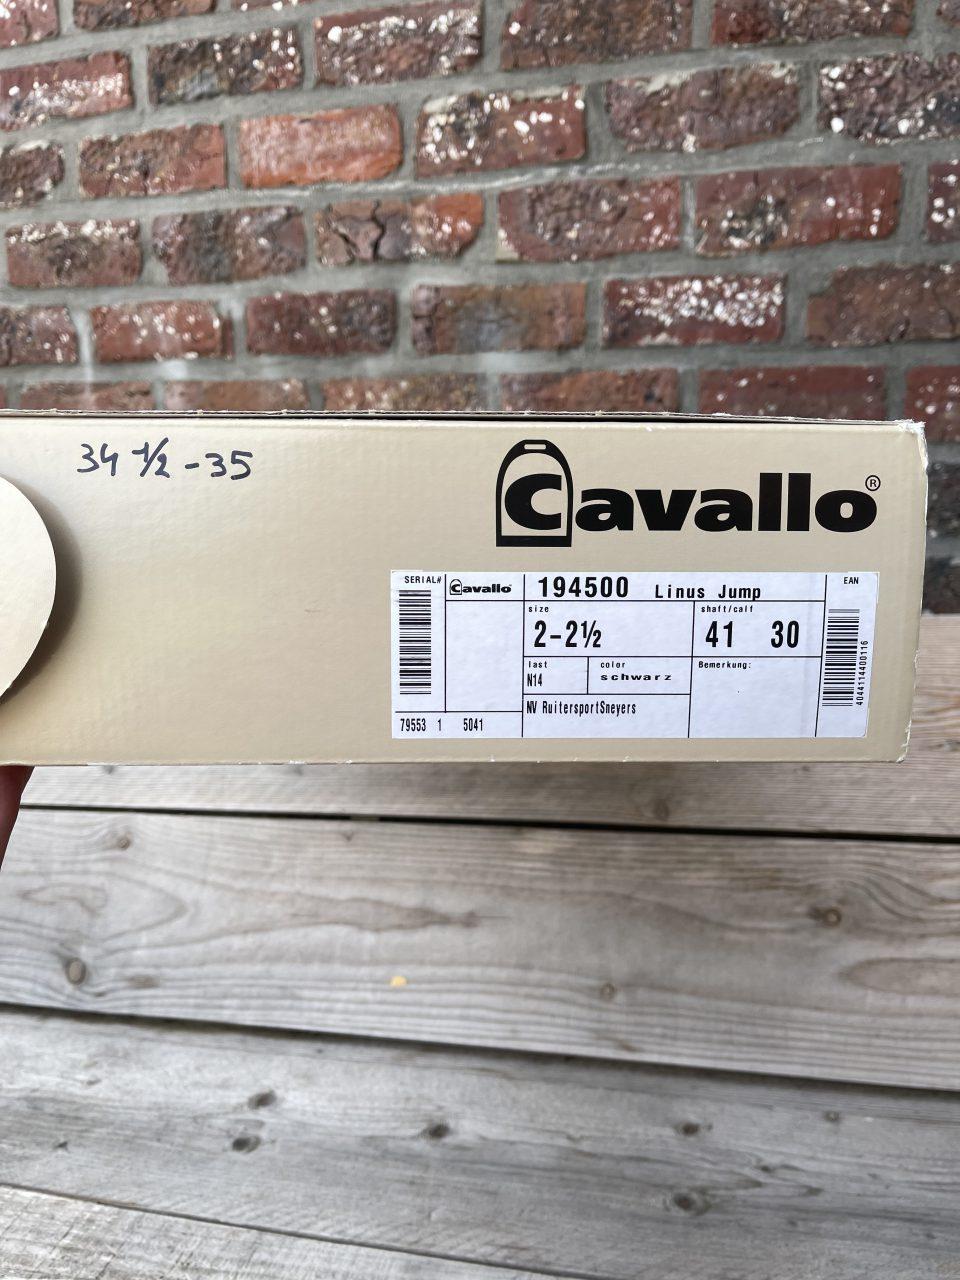 34 1/2 - 35
Cavallo®
SERIAL#
Cavallo
194500 Linus Jump
EAN
size
2-2½
shaft/calf
41 30
last
N14
color
schwarz
Bemerkung:
NV RuitersportSneyers
79553 1 5041
4044114400116